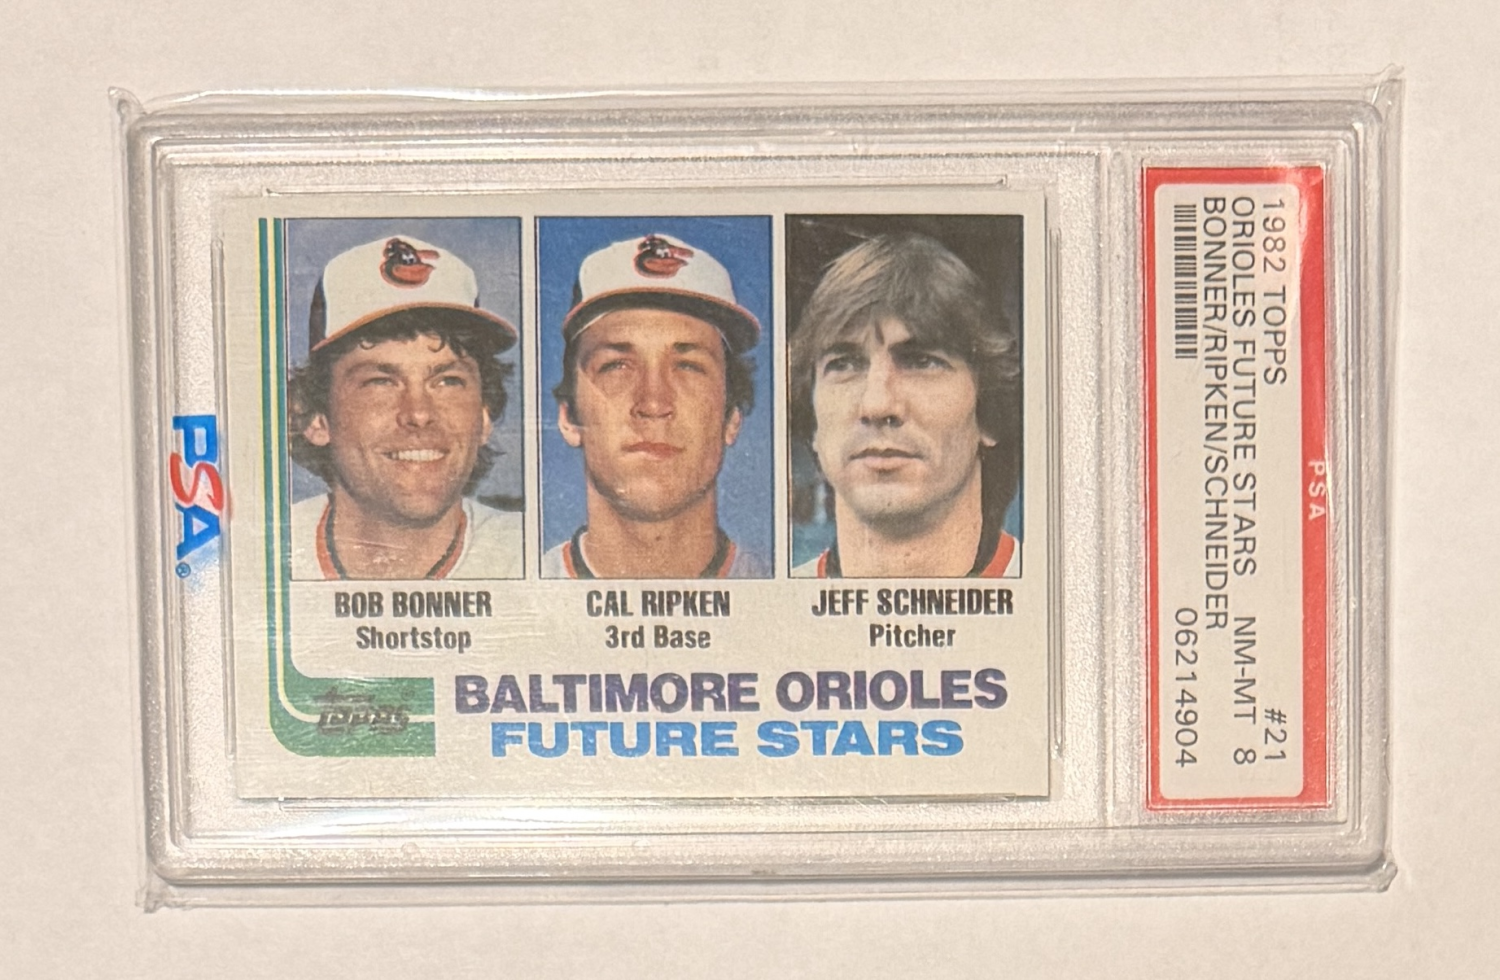 BOB BONNER
Shortstop
CAL RIPKEN
3rd Base
JEFF SCHNEIDER
Pitcher
Topps
BALTIMORE ORIOLES
FUTURE STARS
PSA®
1982 TOPPS #21
ORIOLES FUTURE STARS NM-MT 8
BONNER/RIPKEN/SCHNEIDER
06214904
PSA